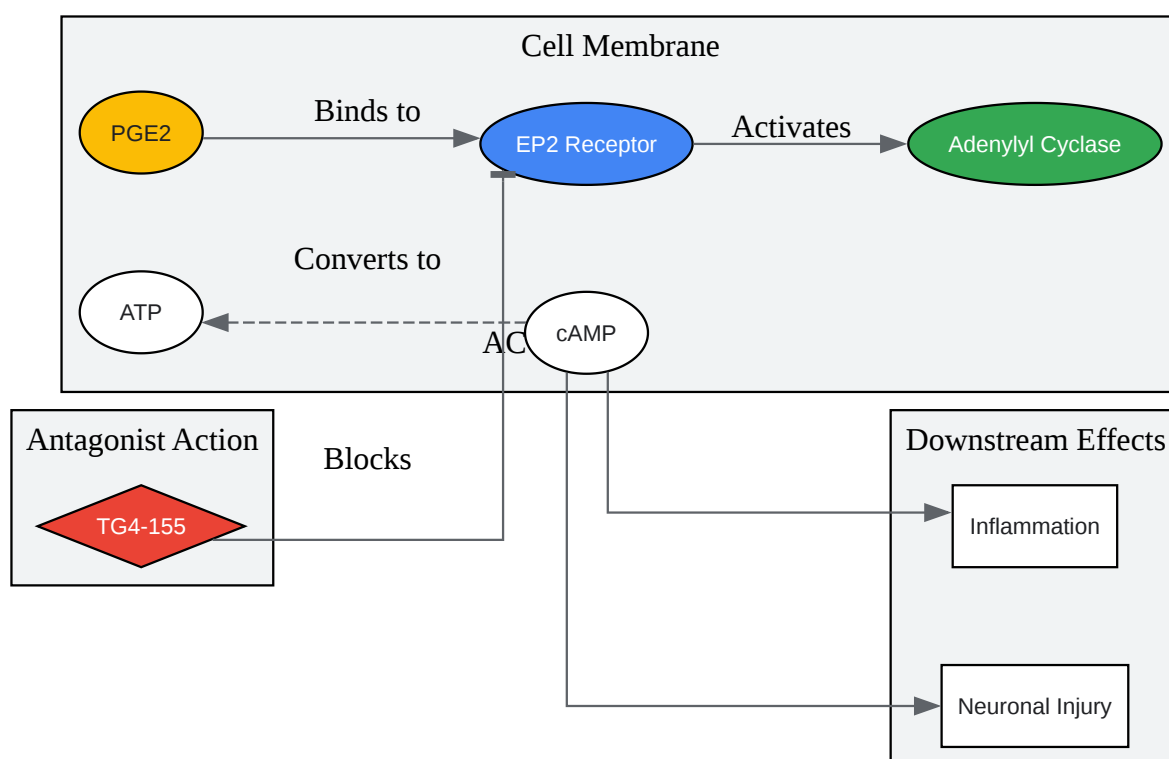 Cell Membrane
PGE2
Binds to
EP2 Receptor
Activates
Adenylyl Cyclase
Converts to
ATP
AC
cAMP
Antagonist Action
TG4-155
Blocks
Downstream Effects
Inflammation
Neuronal Injury